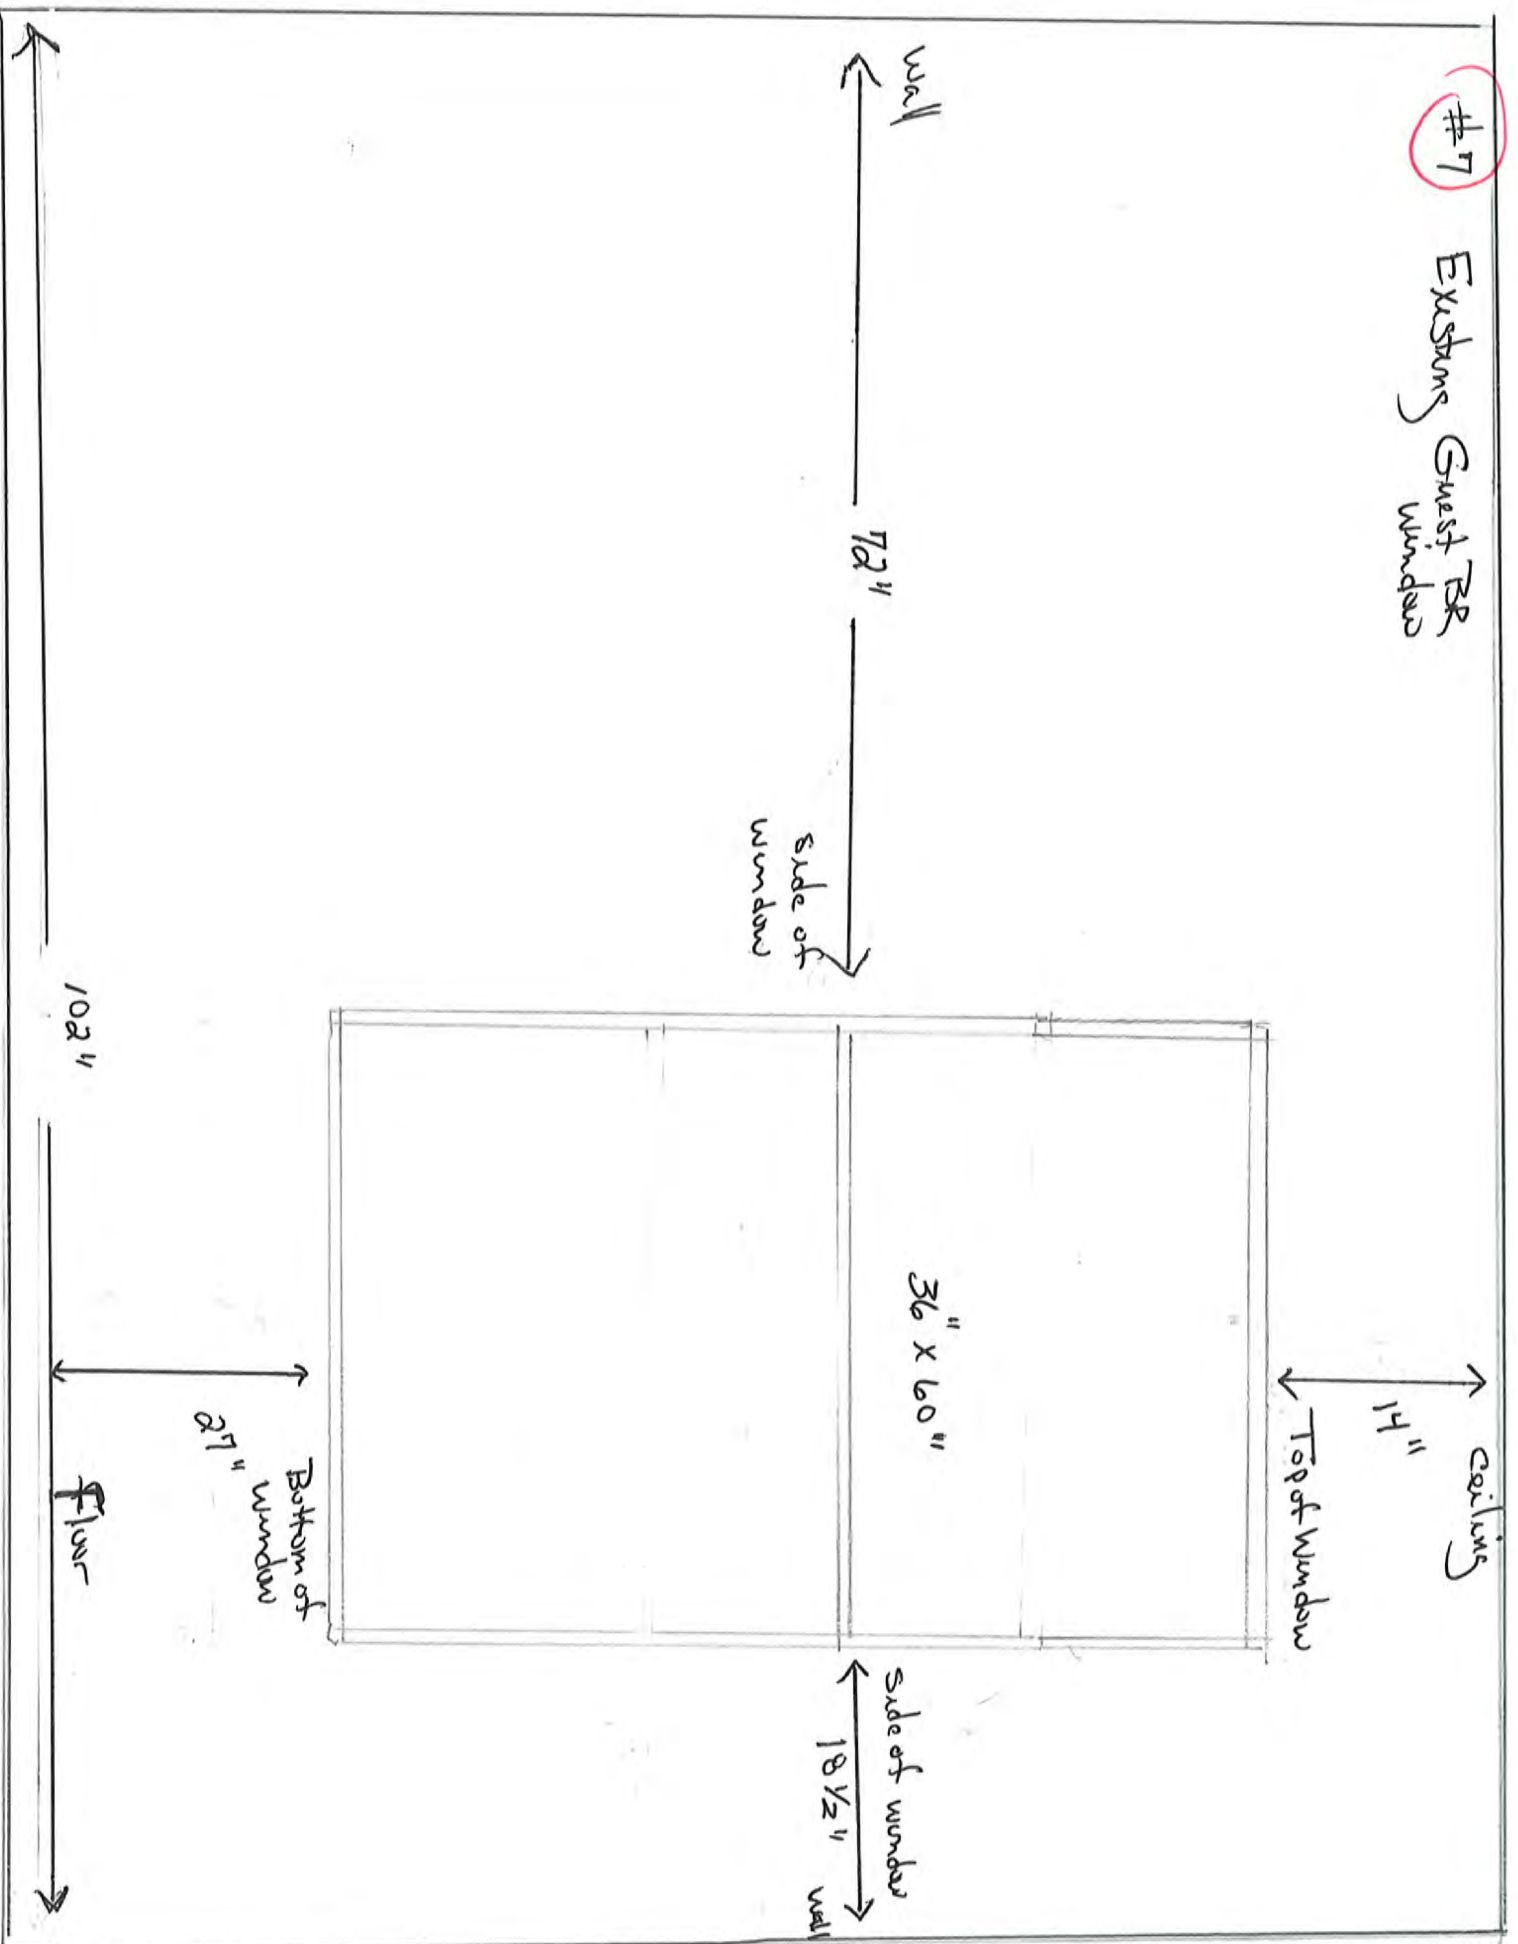 #7 Existing Guest BR
window
Ceiling
14"
Top of Window
Wall
36" x 60"
72"
Side of window
18 1/2"
wall
side of
window
Bottom of
27" window
102"
Floor